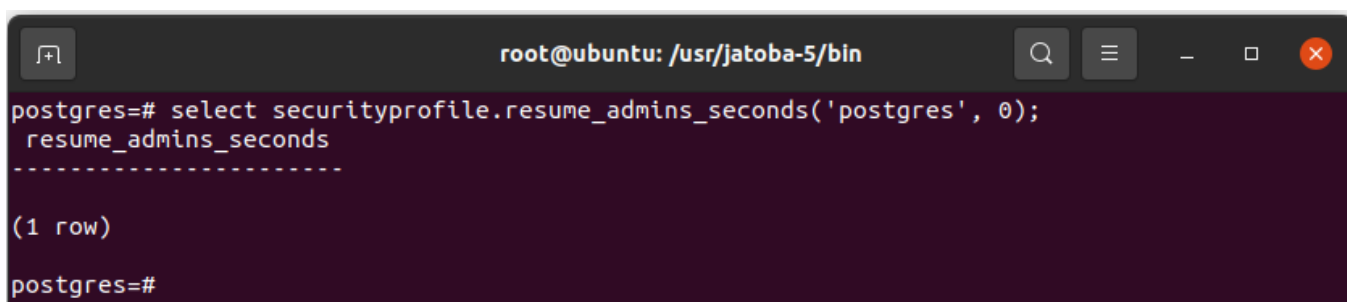 root@ubuntu: /usr/jatoba-5/bin
postgres=# select securityprofile.resume_admins_seconds('postgres', 0);
resume_admins_seconds
-----------------------
(1 row)
postgres=#